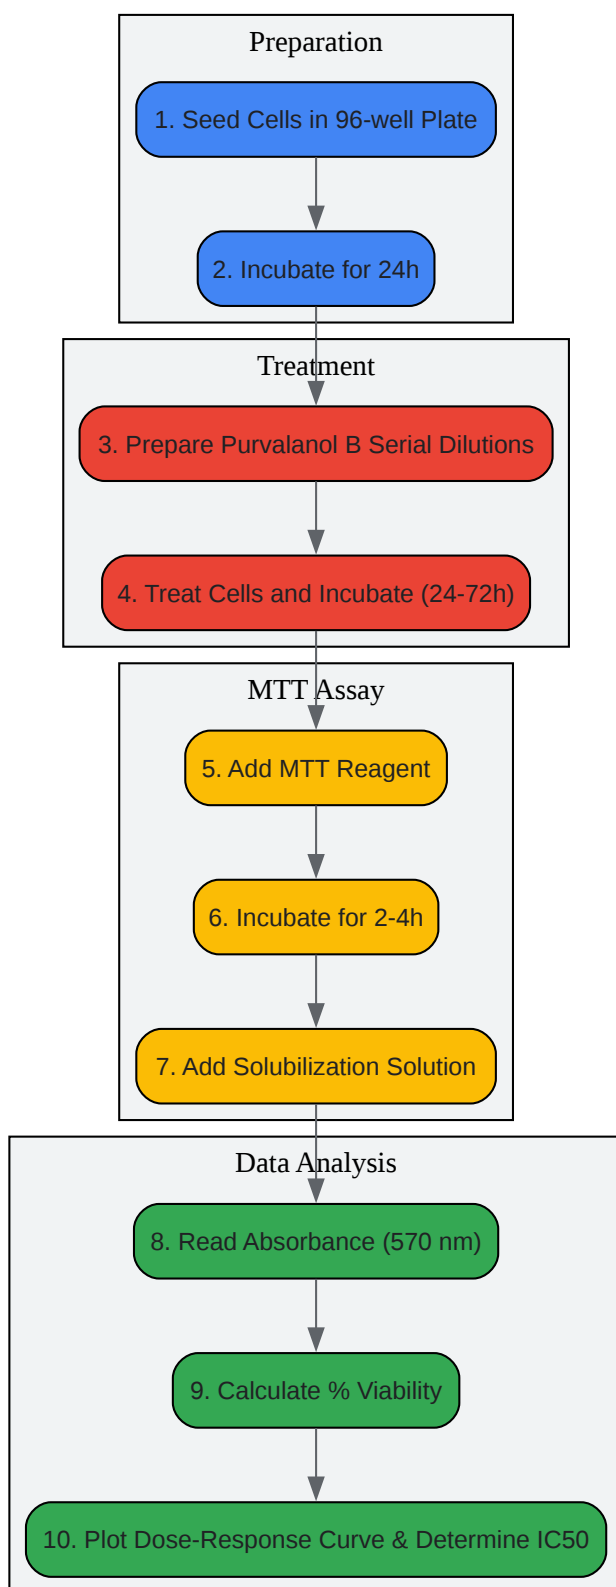 Preparation
1. Seed Cells in 96-well Plate
2. Incubate for 24h
Treatment
3. Prepare Purvalanol B Serial Dilutions
4. Treat Cells and Incubate (24-72h)
MTT Assay
5. Add MTT Reagent
6. Incubate for 2-4h
7. Add Solubilization Solution
Data Analysis
8. Read Absorbance (570 nm)
9. Calculate % Viability
10. Plot Dose-Response Curve & Determine IC50